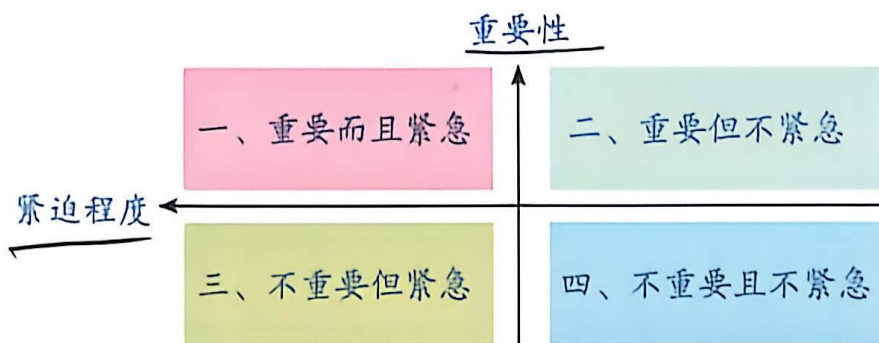 重要性
一、重要而且紧急
二、重要但不紧急
紧迫程度
三、不重要但紧急
四、不重要且不紧急